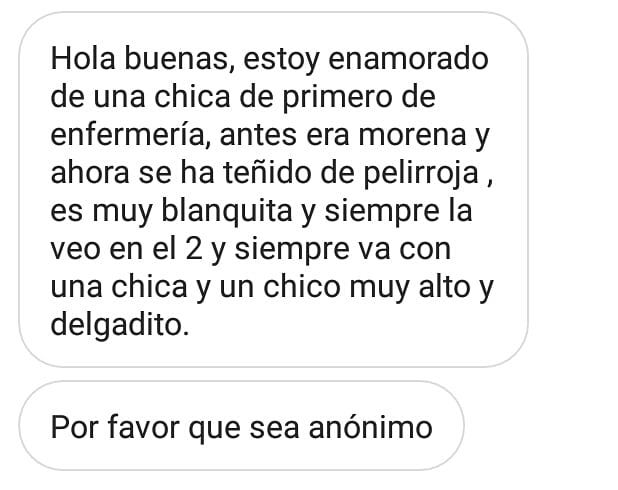 Hola buenas, estoy enamorado
de una chica de primero de
enfermería, antes era morena y
ahora se ha teñido de pelirroja ,
es muy blanquita y siempre la
veo en el 2 y siempre va con
una chica y un chico muy alto y
delgadito.
Por favor que sea anónimo